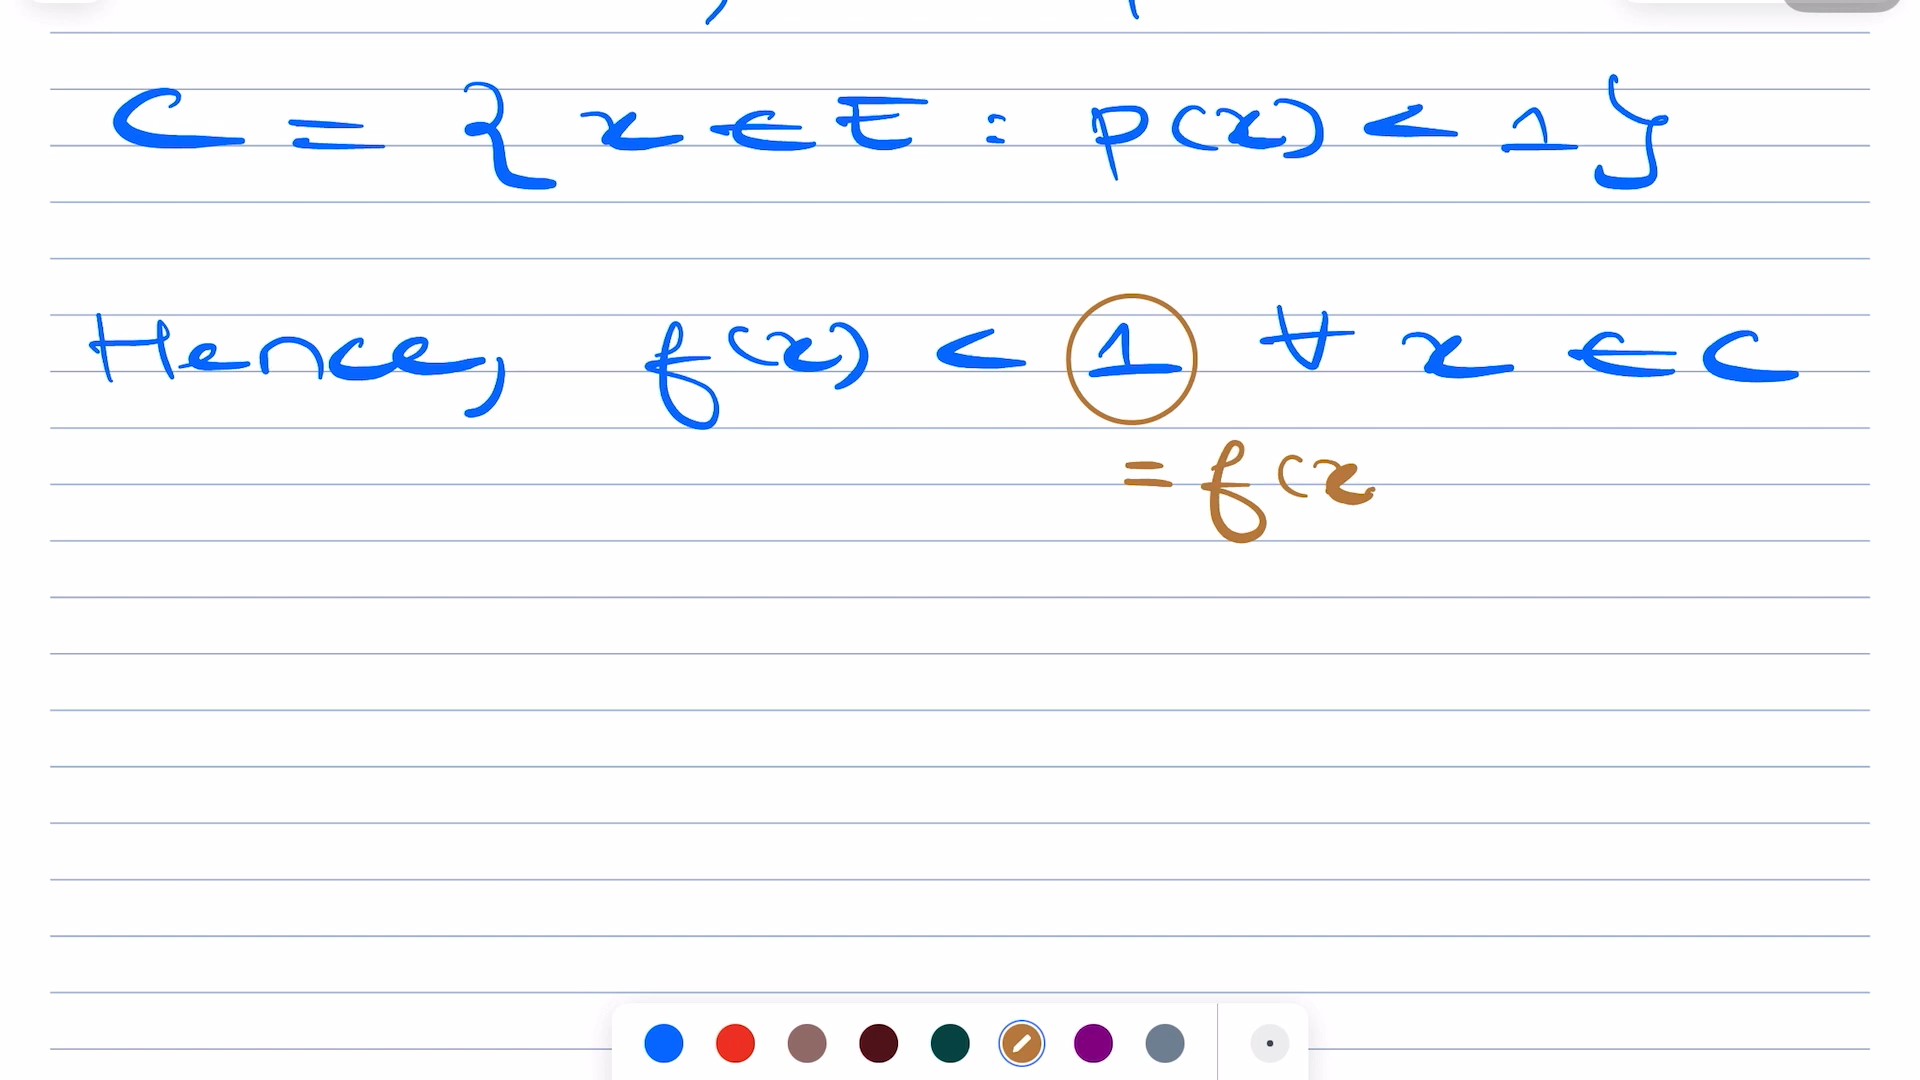 C = { x ∈ E : p(x) < 1 }
Hence, f(x) < 1 ∀ x ∈ C
= f(x